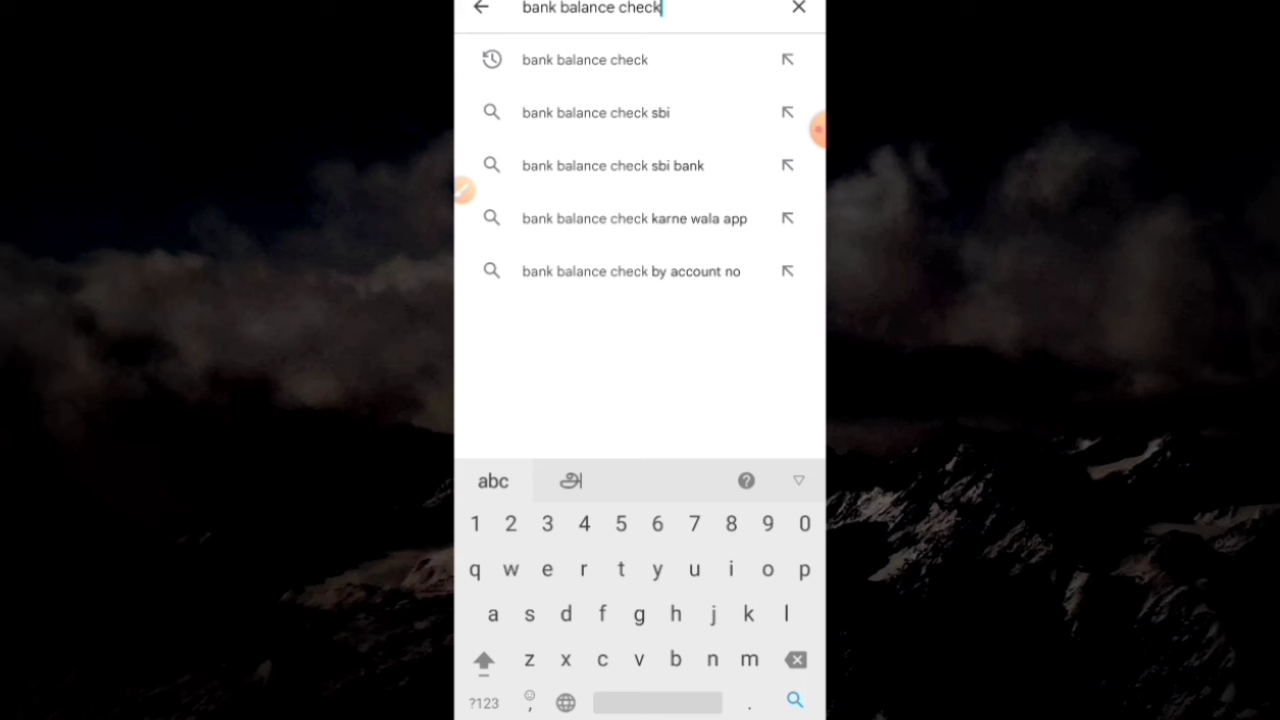 bank balance check
bank balance check
bank balance check sbi
bank balance check sbi bank
bank balance check karne wala app
bank balance check by account no
abc அ ?
1 2 3 4 5 6 7 8 9 0
q w e r t y u i o p
a s d f g h j k l
z x c v b n m
?123 , .